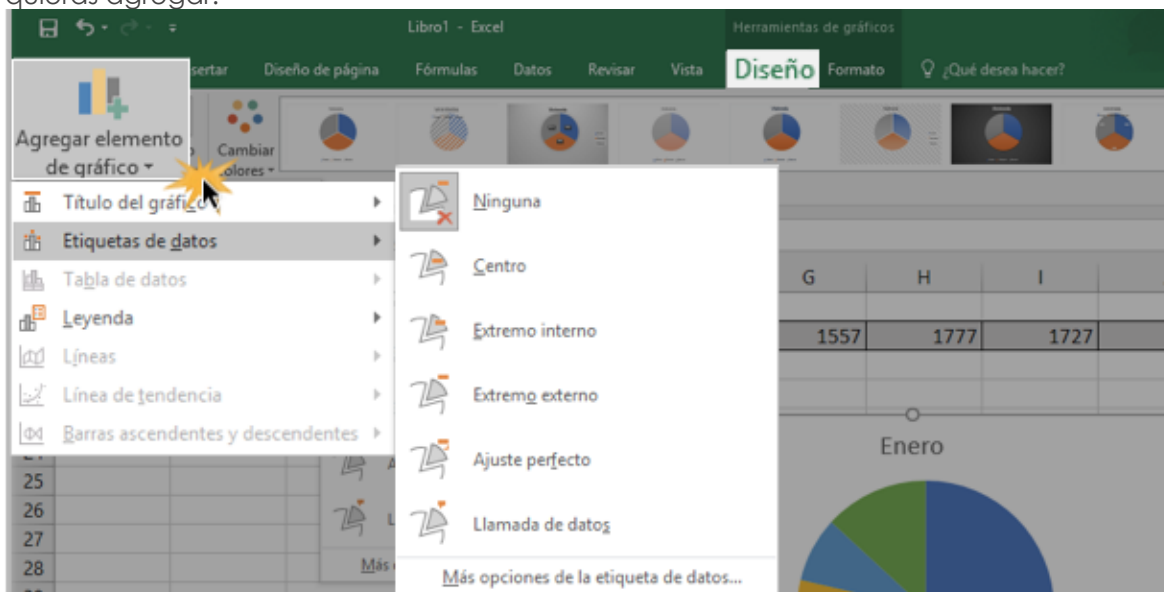 quieras agregar.
Libro1 - Excel
Herramientas de gráficos
sertar Diseño de página Fórmulas Datos Revisar Vista Diseño Formato ¿Qué desea hacer?
Agregar elemento
de gráfico
Cambiar
colores
Título del gráfico
Etiquetas de datos
Tabla de datos
Leyenda
Líneas
Línea de tendencia
Barras ascendentes y descendentes
Ninguna
Centro
Extremo interno
Extremo externo
Ajuste perfecto
Llamada de datos
Más opciones de la etiqueta de datos...
G H I
1557 1777 1727
Enero
25
26
27
28
Más